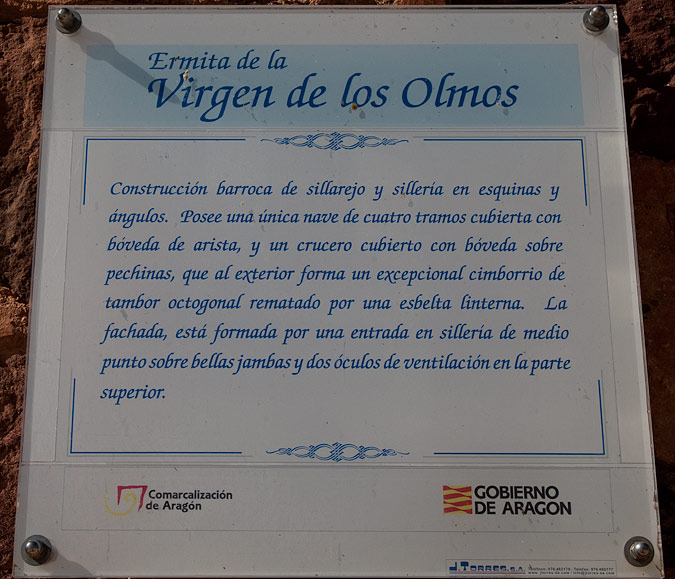 Ermita de la
Virgen de los Olmos
Construcción barroca de sillarejo y sillería en esquinas y
ángulos. Posee una única nave de cuatro tramos cubierta con
bóveda de arista, y un crucero cubierto con bóveda sobre
pechinas, que al exterior forma un excepcional cimborrio de
tambor octogonal rematado por una esbelta linterna. La
fachada, está formada por una entrada en sillería de medio
punto sobre bellas jambas y dos óculos de ventilación en la parte
superior.
Comarcalización
de Aragón
GOBIERNO
DE ARAGON
J. TORRES, S.A.